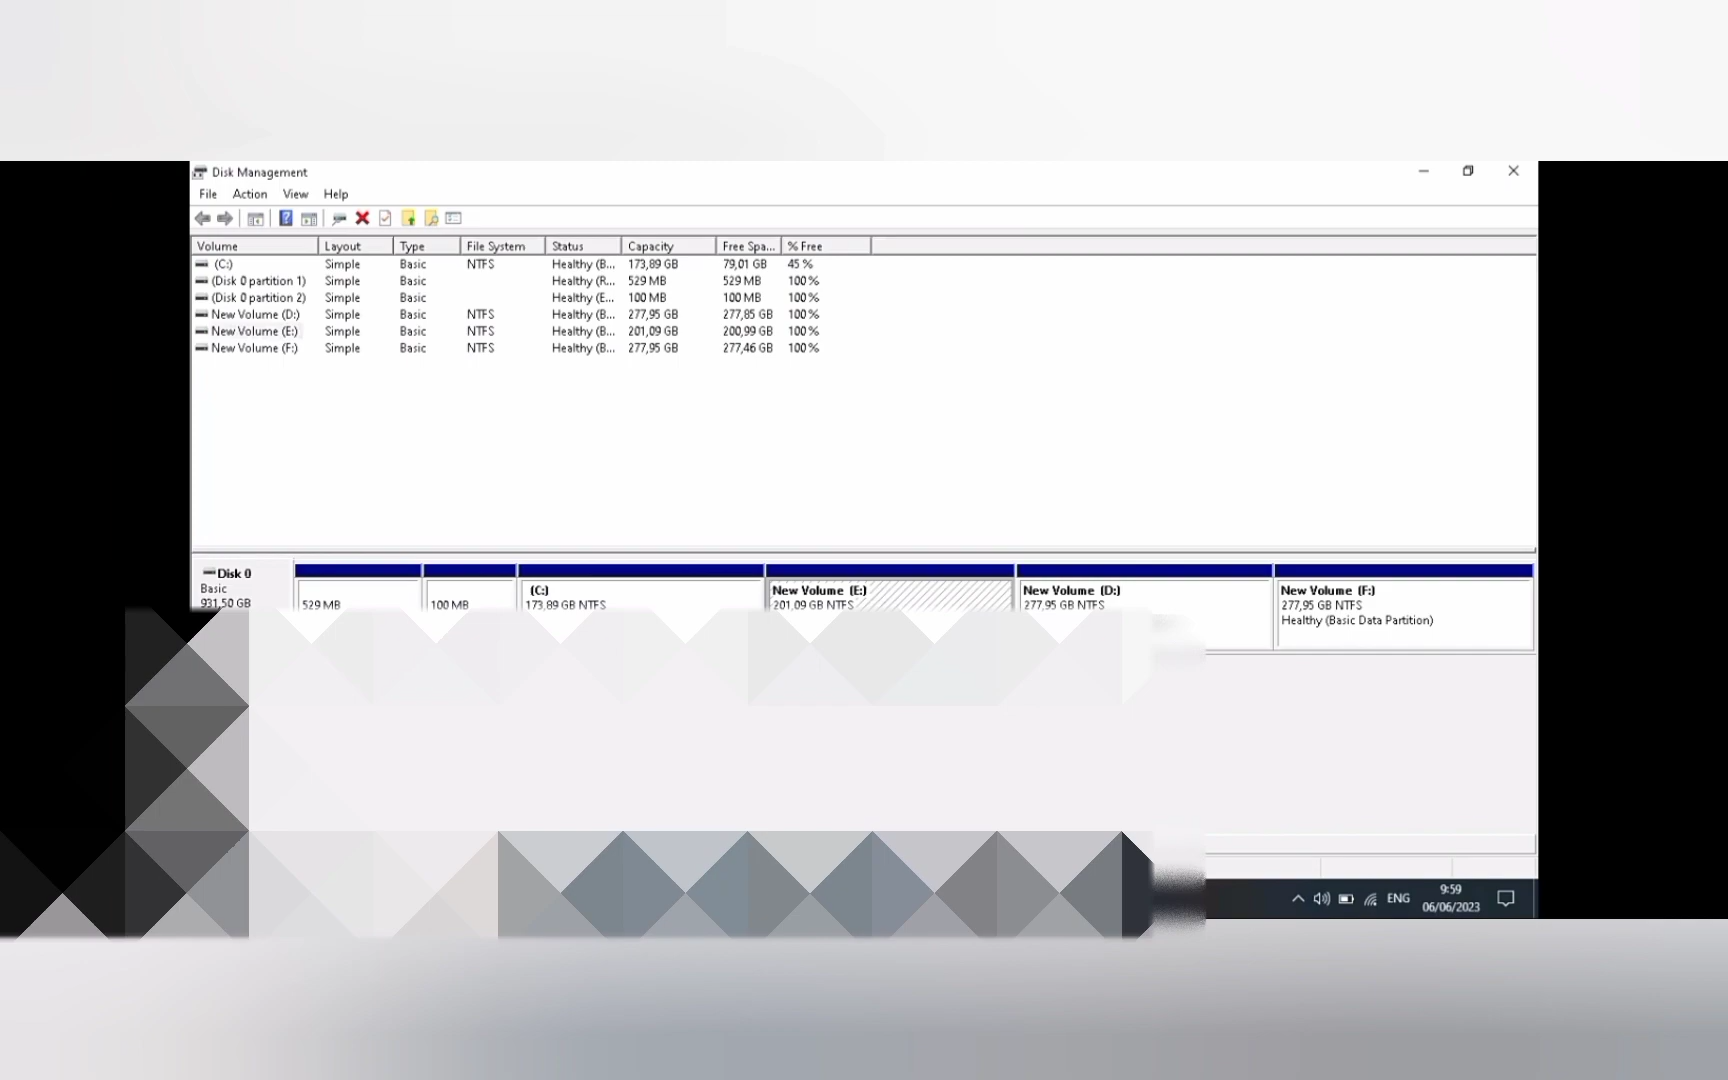 Disk Management
File Action View Help
Volume Layout Type File System Status Capacity Free Spa... % Free
(C:) Simple Basic NTFS Healthy (B... 173,89 GB 79,01 GB 45 %
(Disk 0 partition 1) Simple Basic Healthy (R... 529 MB 529 MB 100 %
(Disk 0 partition 2) Simple Basic Healthy (E... 100 MB 100 MB 100 %
New Volume (D:) Simple Basic NTFS Healthy (B... 277,95 GB 277,85 GB 100 %
New Volume (E:) Simple Basic NTFS Healthy (B... 201,09 GB 200,99 GB 100 %
New Volume (F:) Simple Basic NTFS Healthy (B... 277,95 GB 277,46 GB 100 %
Disk 0
Basic
931,50 GB
529 MB
100 MB
(C:)
173,89 GB NTFS
New Volume (E:)
201,09 GB NTFS
New Volume (D:)
277,95 GB NTFS
New Volume (F:)
277,95 GB NTFS
Healthy (Basic Data Partition)
ENG
9:59
06/06/2023